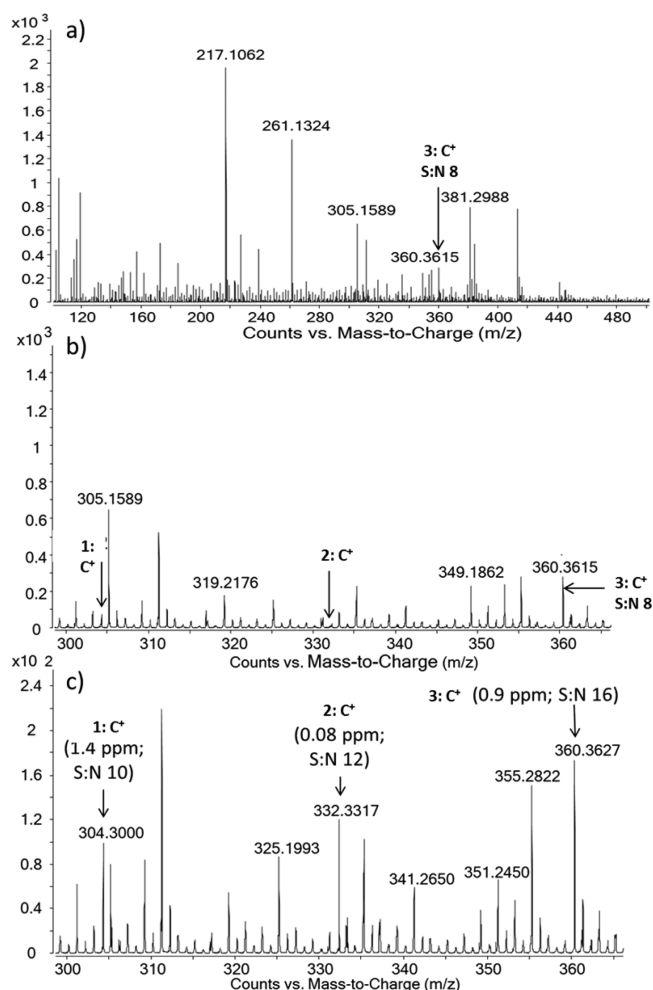 x10 3
a)
2.2
2
1.8
1.6
1.4
1.2
1
0.8
0.6
0.4
0.2
0
217.1062
261.1324
3: C+
S:N 8
305.1589
381.2988
360.3615
120 160 200 240 280 320 360 400 440 480
Counts vs. Mass-to-Charge (m/z)
x10 3
b)
1.4
1.2
1
0.8
0.6
0.4
0.2
0
305.1589
1:
C+
2: C+
319.2176
349.1862
360.3615
3: C+
S:N 8
300 310 320 330 340 350 360
Counts vs. Mass-to-Charge (m/z)
x10 2
c)
2.4
2
1.6
1.2
0.8
0.4
0
1: C+
(1.4 ppm;
S:N 10)
2: C+
(0.08 ppm;
S:N 12)
3: C+ (0.9 ppm; S:N 16)
360.3627
355.2822
332.3317
304.3000
325.1993
341.2650
351.2450
300 310 320 330 340 350 360
Counts vs. Mass-to-Charge (m/z)